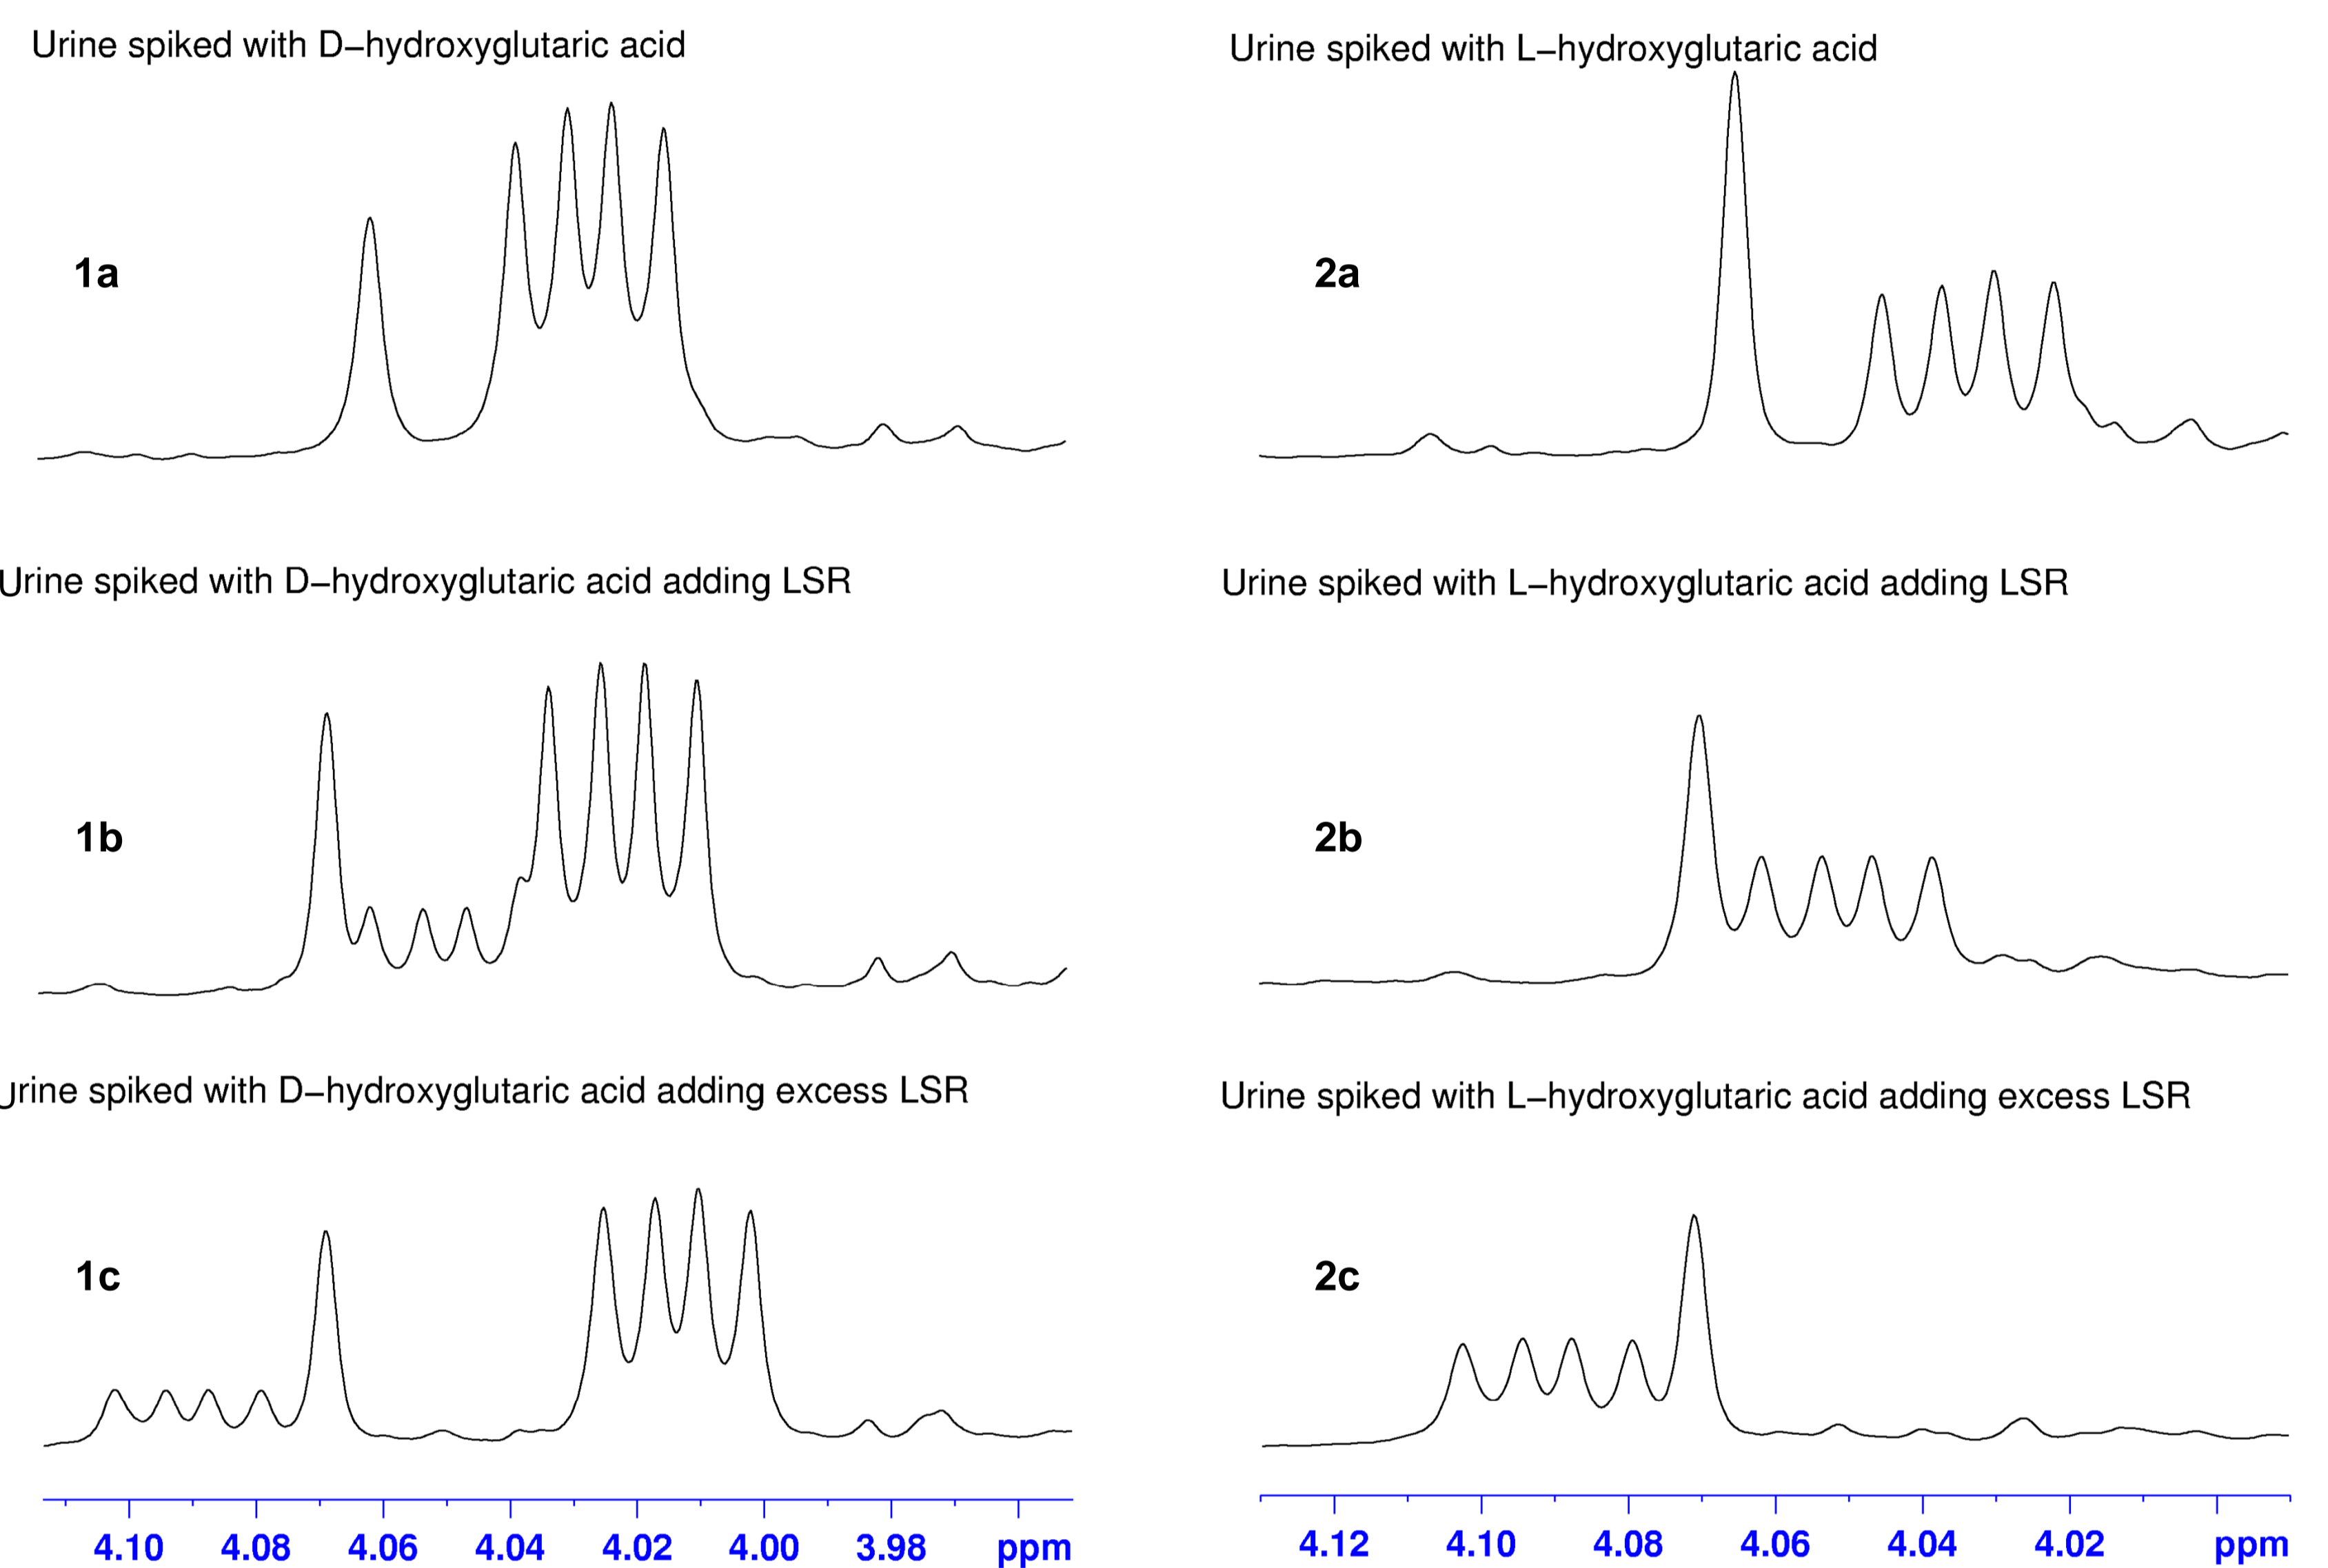 Urine spiked with D–hydroxyglutaric acid
Urine spiked with L–hydroxyglutaric acid
1a
2a
Urine spiked with D–hydroxyglutaric acid adding LSR
Urine spiked with L–hydroxyglutaric acid adding LSR
1b
2b
Urine spiked with D–hydroxyglutaric acid adding excess LSR
Urine spiked with L–hydroxyglutaric acid adding excess LSR
1c
2c
4.10 4.08 4.06 4.04 4.02 4.00 3.98 ppm
4.12 4.10 4.08 4.06 4.04 4.02 ppm